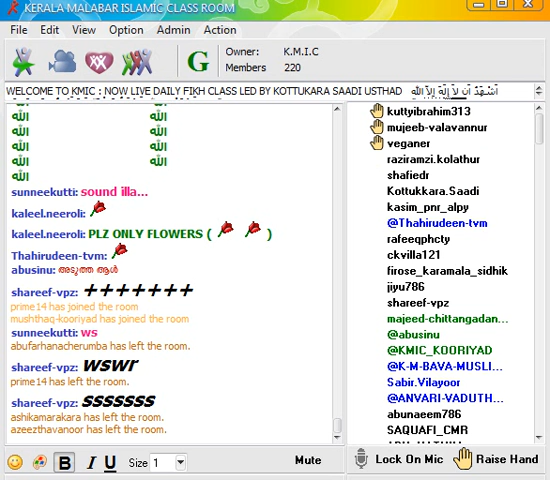 KERALA MALABAR ISLAMIC CLASS ROOM
File Edit View Option Admin Action
G
Owner: K.M.I.C
Members 220
WELCOME TO KMIC : NOW LIVE DAILY FIKH CLASS LED BY KOTTUKARA SAADI USTHAD أَشْهَدُ أَن لاَ إِلَهَ إِلاَّ الله
الله الله
الله الله
الله الله
الله الله
الله
sunneekutti: sound illa...
kaleel.neeroli:
kaleel.neeroli: PLZ ONLY FLOWERS ( )
Thahirudeen-tvm:
abusinu: അടുത്ത ആൾ
shareef-vpz: +++++++
prime14 has joined the room
mushthaq-kooriyad has joined the room
sunneekutti: ws
abufarhanacherumba has left the room.
shareef-vpz: wswr
prime14 has left the room.
shareef-vpz: sssssss
ashikamarakara has left the room.
azeezthavanoor has left the room.
kuttyibrahim313
mujeeb-valavannur
veganer
raziramzi.kolathur
shafiedr
Kottukkara.Saadi
kasim_pnr_alpy
@Thahirudeen-tvm
rafeeqphcty
ckvilla121
firose_karamala_sidhik
jiyu786
shareef-vpz
majeed-chittangadan...
@abusinu
@KMIC_KOORIYAD
@K-M-BAVA-MUSLI...
Sabir.Vilayoor
@ANVARI-VADUTH...
abunaeem786
SAQUAFI_CMR
B I U Size 1 Mute
Lock On Mic Raise Hand